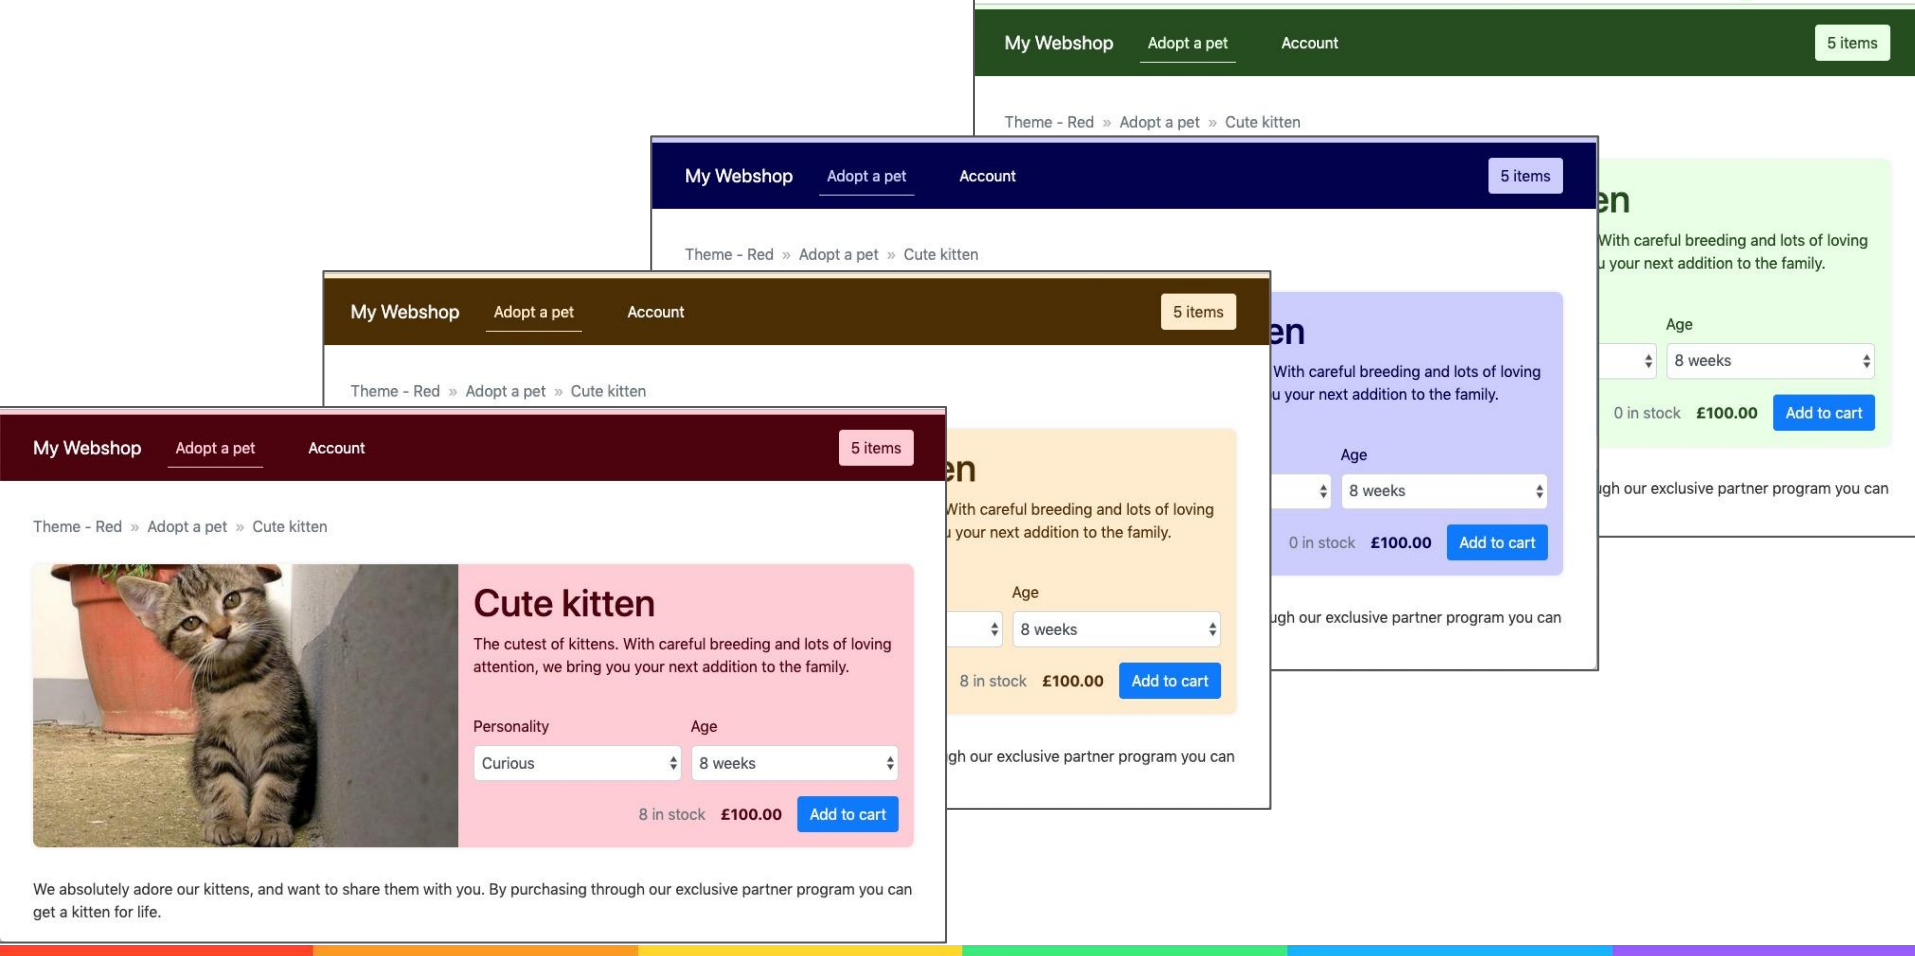 My Webshop Adopt a pet Account 5 items
Theme - Red » Adopt a pet » Cute kitten
en
With careful breeding and lots of loving
u your next addition to the family.
Age
8 weeks
0 in stock £100.00 Add to cart
ugh our exclusive partner program you can
My Webshop Adopt a pet Account 5 items
Theme - Red » Adopt a pet » Cute kitten
en
With careful breeding and lots of loving
u your next addition to the family.
Age
8 weeks
0 in stock £100.00 Add to cart
ugh our exclusive partner program you can
My Webshop Adopt a pet Account 5 items
Theme - Red » Adopt a pet » Cute kitten
en
With careful breeding and lots of loving
u your next addition to the family.
Age
8 weeks
8 in stock £100.00 Add to cart
gh our exclusive partner program you can
My Webshop Adopt a pet Account 5 items
Theme - Red » Adopt a pet » Cute kitten
Cute kitten
The cutest of kittens. With careful breeding and lots of loving
attention, we bring you your next addition to the family.
Personality Age
Curious 8 weeks
8 in stock £100.00 Add to cart
We absolutely adore our kittens, and want to share them with you. By purchasing through our exclusive partner program you can
get a kitten for life.